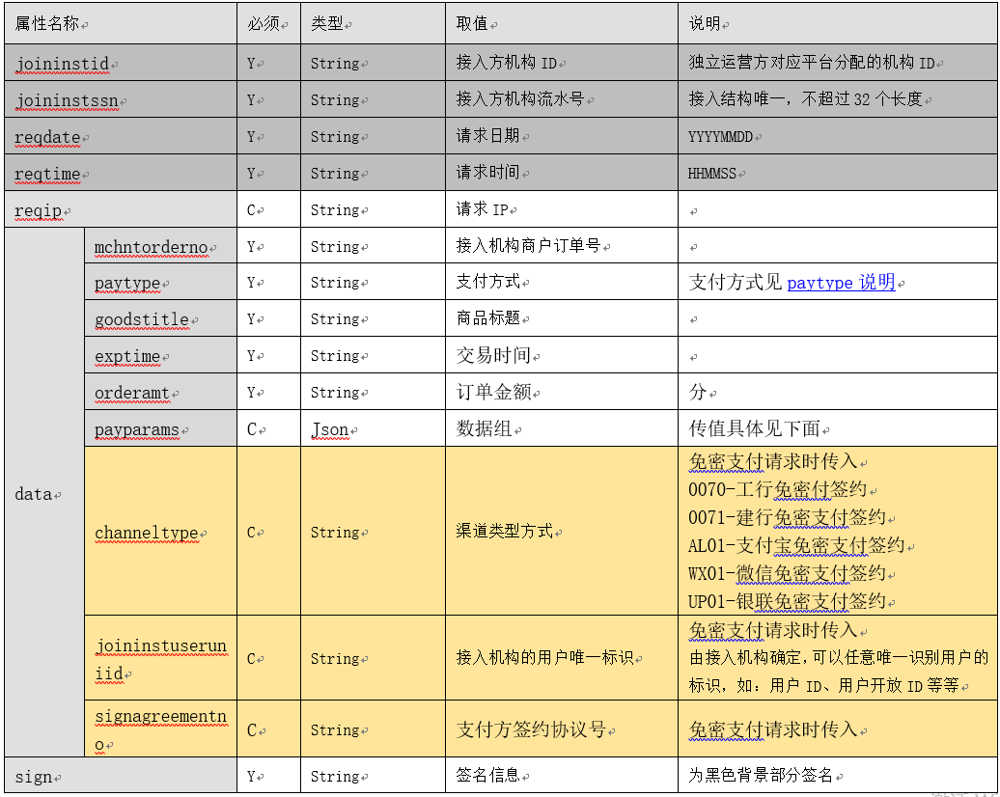 属性名称 必须 类型 取值 说明
joininstid Y String 接入方机构 ID 独立运营方对应平台分配的机构 ID
joininstssn Y String 接入方机构流水号 接入结构唯一，不超过 32 个长度
reqdate Y String 请求日期 YYYYMMDD
reqtime Y String 请求时间 HHMMSS
reqip C String 请求 IP
data
mchntorderno Y String 接入机构商户订单号
paytype Y String 支付方式 支付方式见 paytype 说明
goodstitle Y String 商品标题
exptime Y String 交易时间
orderamt Y String 订单金额 分
payparams C Json 数据组 传值具体见下面
channeltype C String 渠道类型方式
免密支付请求时传入
0070-工行免密付签约
0071-建行免密支付签约
AL01-支付宝免密支付签约
WX01-微信免密支付签约
UP01-银联免密支付签约
joininstuserun
iid
C String 接入机构的用户唯一标识
免密支付请求时传入
由接入机构确定,可以任意唯一识别用户的
标识，如：用户 ID、用户开放 ID 等等
signagreementn
o
C String 支付方签约协议号 免密支付请求时传入
sign Y String 签名信息 为黑色背景部分签名